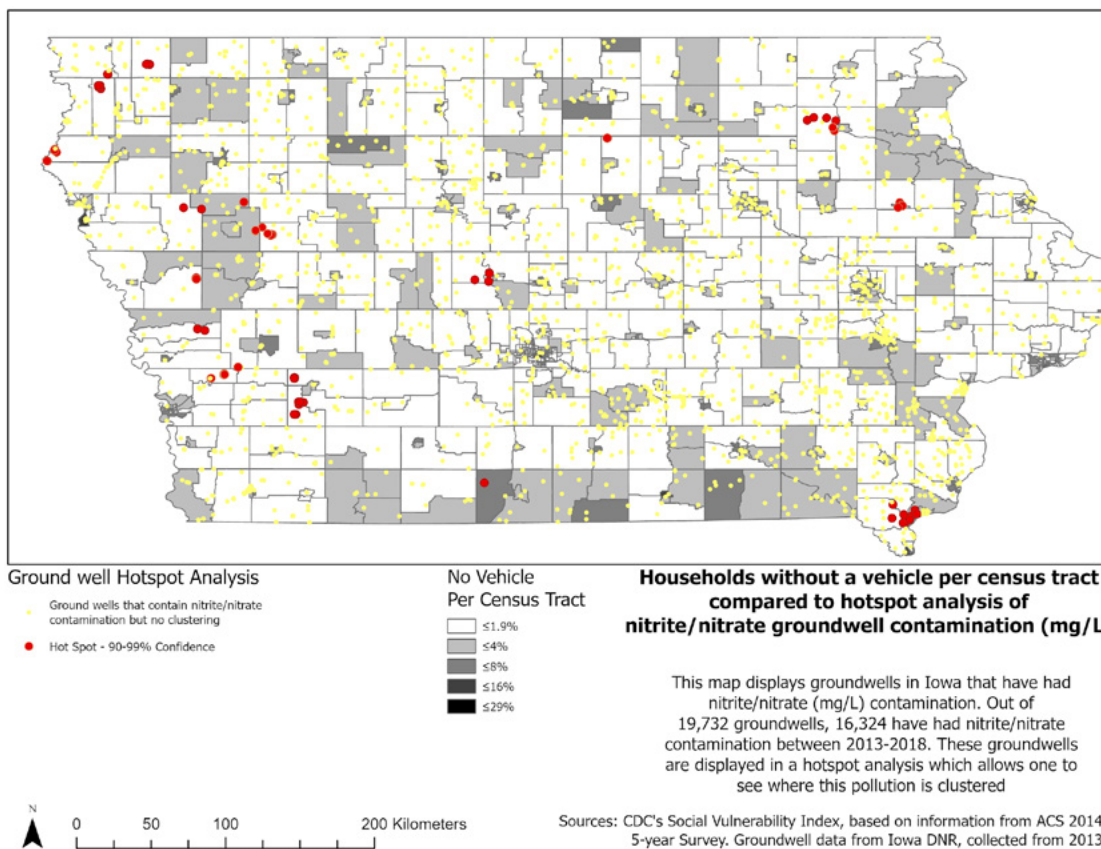 Ground well Hotspot Analysis
Ground wells that contain nitrite/nitrate
contamination but no clustering
Hot Spot - 90-99% Confidence
No Vehicle
Per Census Tract
≤1.9%
≤4%
≤8%
≤16%
≤29%
Households without a vehicle per census tract
compared to hotspot analysis of
nitrite/nitrate groundwell contamination (mg/L
This map displays groundwells in Iowa that have had
nitrite/nitrate (mg/L) contamination. Out of
19,732 groundwells, 16,324 have had nitrite/nitrate
contamination between 2013-2018. These groundwells
are displayed in a hotspot analysis which allows one to
see where this pollution is clustered
N
0 50 100 200 Kilometers
Sources: CDC's Social Vulnerability Index, based on information from ACS 2014
5-year Survey. Groundwell data from Iowa DNR, collected from 2013